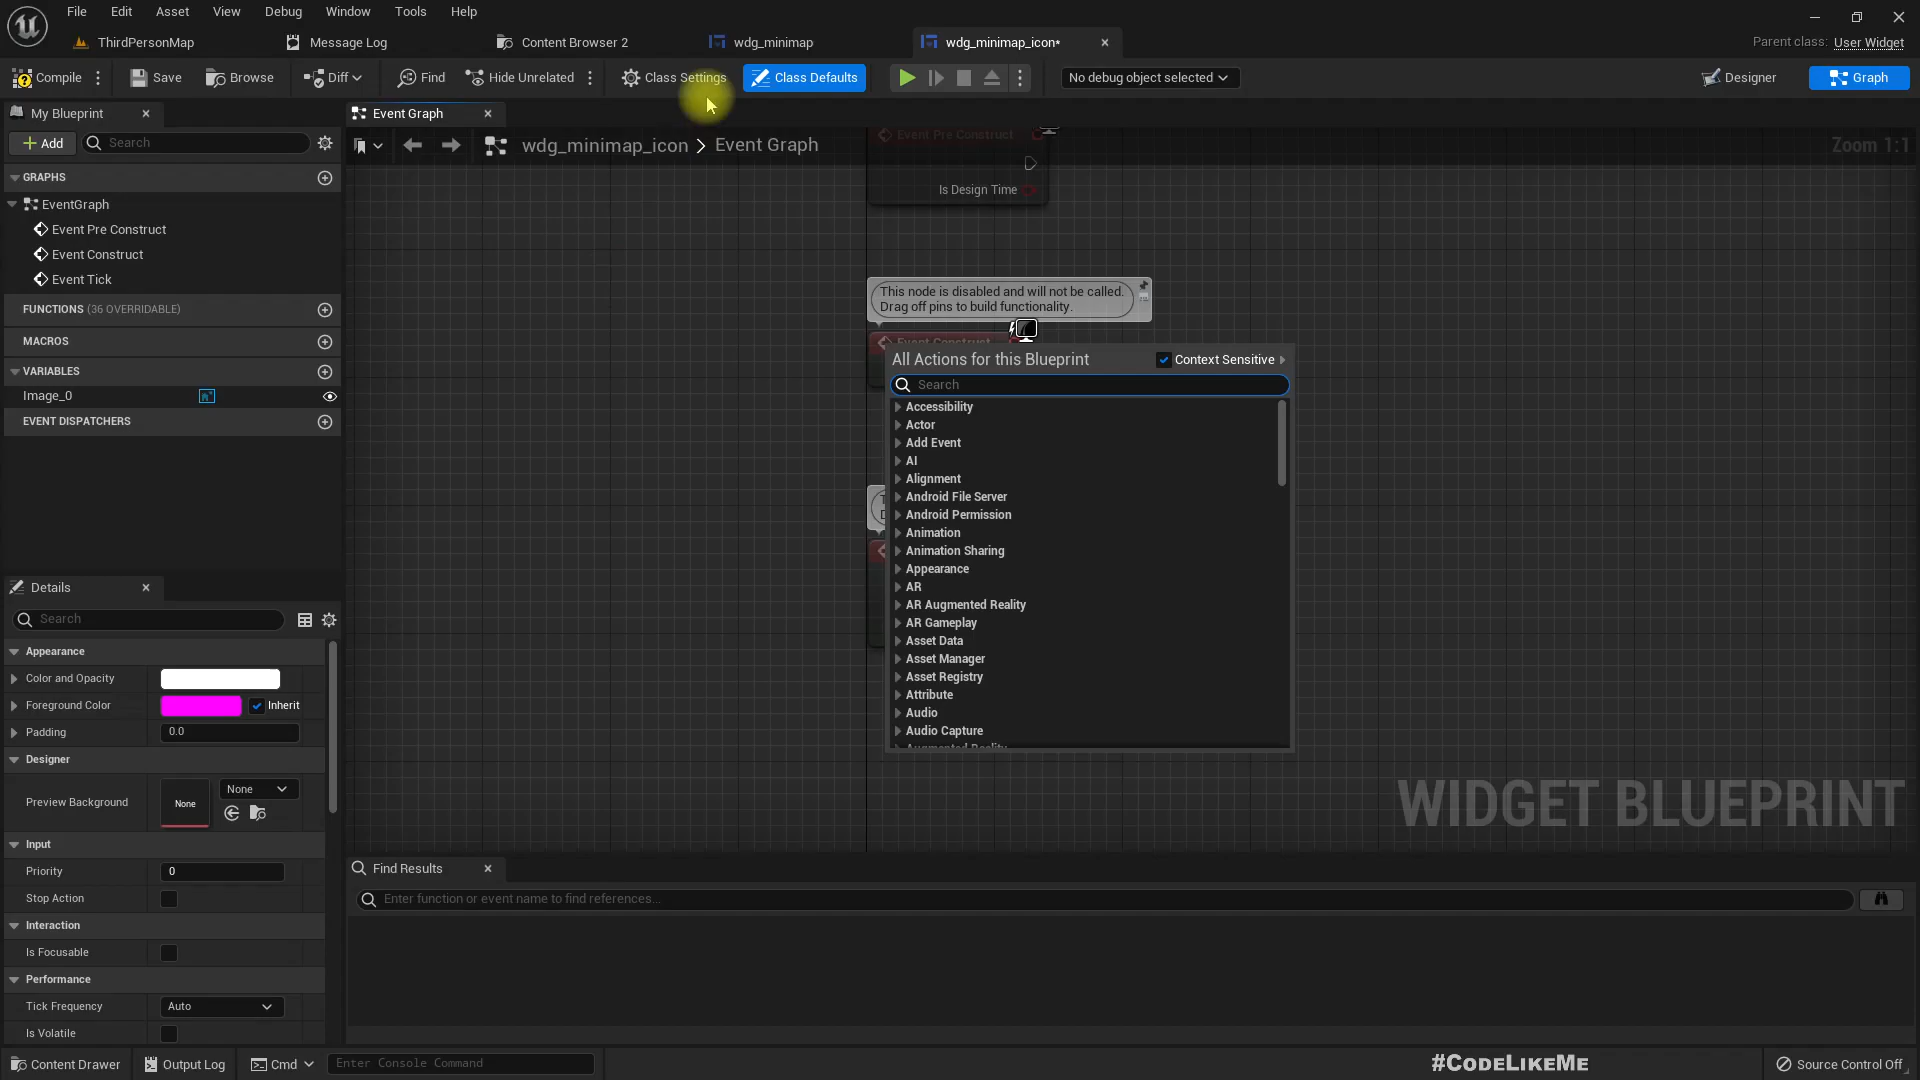 File Edit Asset View Debug Window Tools Help
ThirdPersonMap Message Log Content Browser 2 wdg_minimap wdg_minimap_icon*
Parent class: User Widget
Compile Save Browse Diff Find Hide Unrelated Class Settings Class Defaults No debug object selected Designer Graph
My Blueprint
Event Graph
Add Search
wdg_minimap_icon > Event Graph
Zoom 1:1
GRAPHS
EventGraph
Event Pre Construct
Event Construct
Event Tick
FUNCTIONS (36 OVERRIDABLE)
MACROS
VARIABLES
Image_0
EVENT DISPATCHERS
Event Pre Construct
Is Design Time
This node is disabled and will not be called.
Drag off pins to build functionality.
Event Construct
All Actions for this Blueprint
Context Sensitive
Search
Accessibility
Actor
Add Event
AI
Alignment
Android File Server
Android Permission
Animation
Animation Sharing
Appearance
AR
AR Augmented Reality
AR Gameplay
Asset Data
Asset Manager
Asset Registry
Attribute
Audio
Audio Capture
Augmented Reality
WIDGET BLUEPRINT
Details
Search
Appearance
Color and Opacity
Foreground Color Inherit
Padding 0.0
Designer
Preview Background None None
Input
Priority 0
Stop Action
Interaction
Is Focusable
Performance
Tick Frequency Auto
Is Volatile
Find Results
Enter function or event name to find references...
Content Drawer Output Log Cmd Enter Console Command
#CODELIKEME
Source Control Off